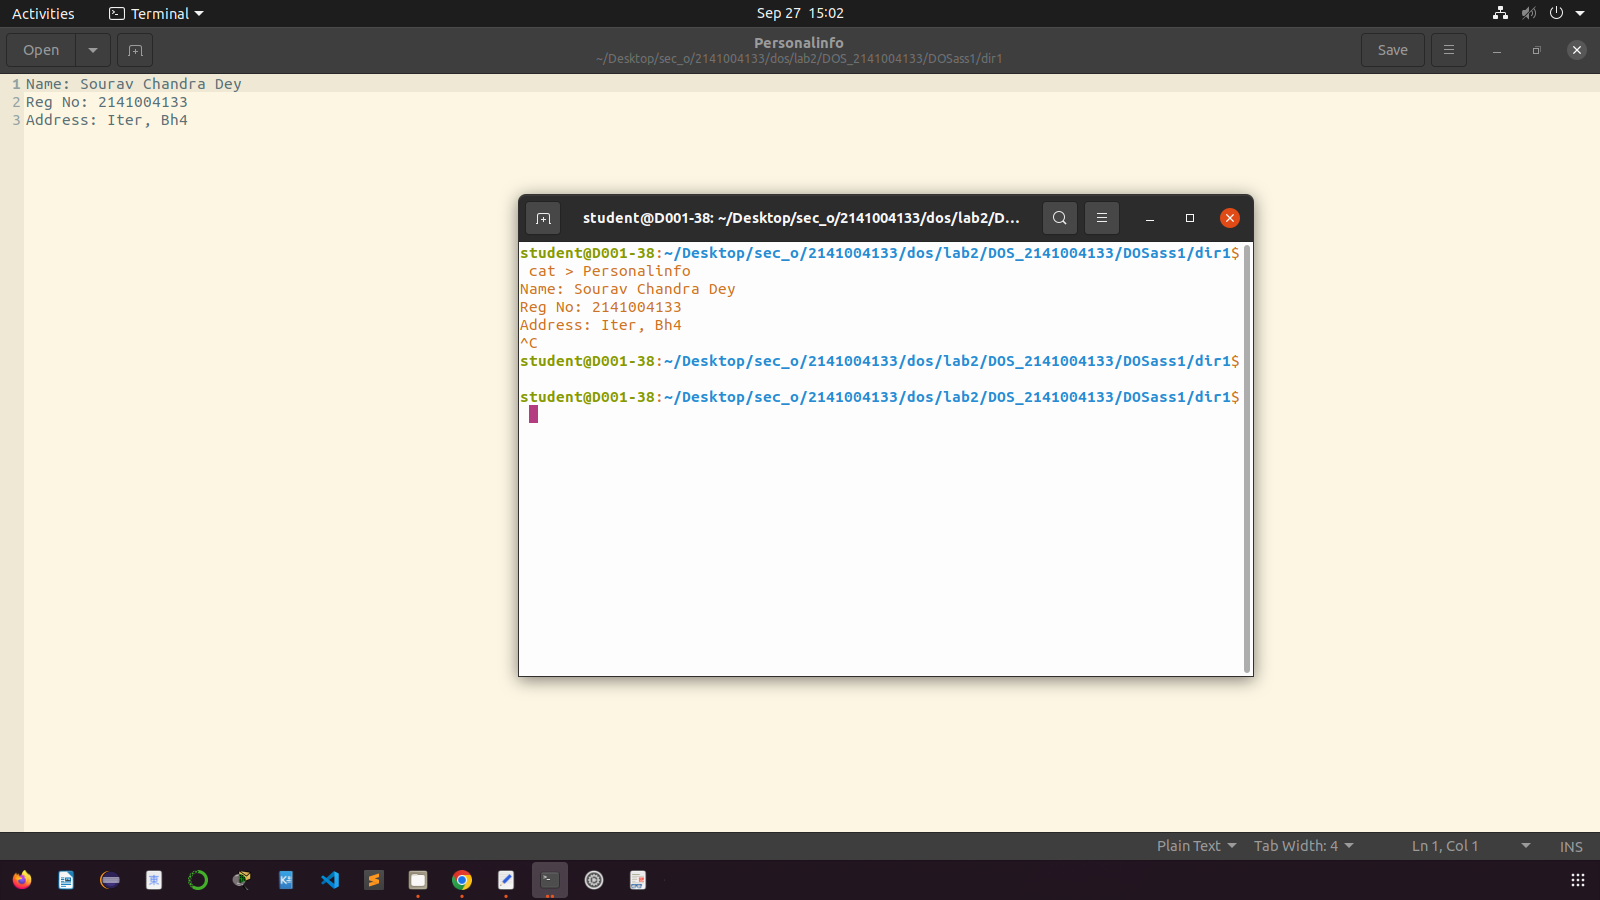 Activities
Terminal
Sep 27 15:02
Open
Personalinfo
~/Desktop/sec_o/2141004133/dos/lab2/DOS_2141004133/DOSass1/dir1
Save
1 Name: Sourav Chandra Dey
2 Reg No: 2141004133
3 Address: Iter, Bh4
student@D001-38: ~/Desktop/sec_o/2141004133/dos/lab2/D...
student@D001-38:~/Desktop/sec_o/2141004133/dos/lab2/DOS_2141004133/DOSass1/dir1$
cat > Personalinfo
Name: Sourav Chandra Dey
Reg No: 2141004133
Address: Iter, Bh4
^C
student@D001-38:~/Desktop/sec_o/2141004133/dos/lab2/DOS_2141004133/DOSass1/dir1$
student@D001-38:~/Desktop/sec_o/2141004133/dos/lab2/DOS_2141004133/DOSass1/dir1$
Plain Text
Tab Width: 4
Ln 1, Col 1
INS